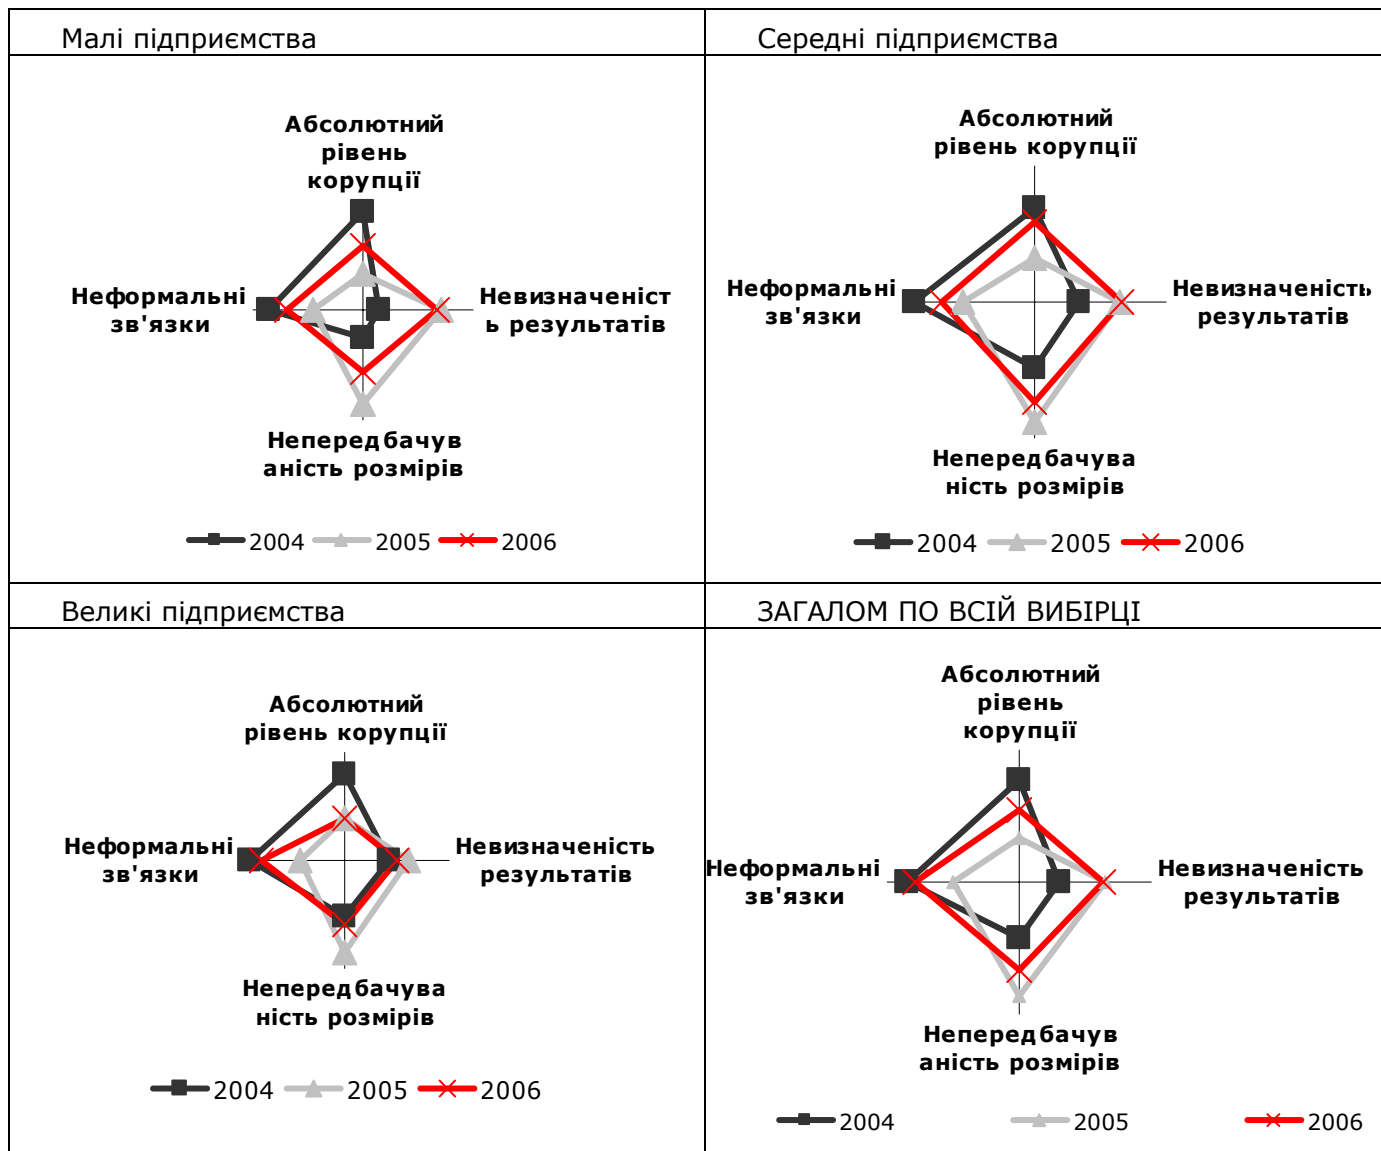 Малі підприємства
Середні підприємства
Абсолютний
рівень
корупції
Неформальні
зв'язки
Невизначеніст
ь результатів
Непередбачув
аність розмірів
2004 2005 2006
Абсолютний
рівень корупції
Неформальні
зв'язки
Невизначеність
результатів
Непередбачува
ність розмірів
2004 2005 2006
Великі підприємства
ЗАГАЛОМ ПО ВСІЙ ВИБІРЦІ
Абсолютний
рівень корупції
Неформальні
зв'язки
Невизначеність
результатів
Непередбачува
ність розмірів
2004 2005 2006
Абсолютний
рівень
корупції
Неформальні
зв'язки
Невизначеність
результатів
Непередбачув
аність розмірів
2004 2005 2006